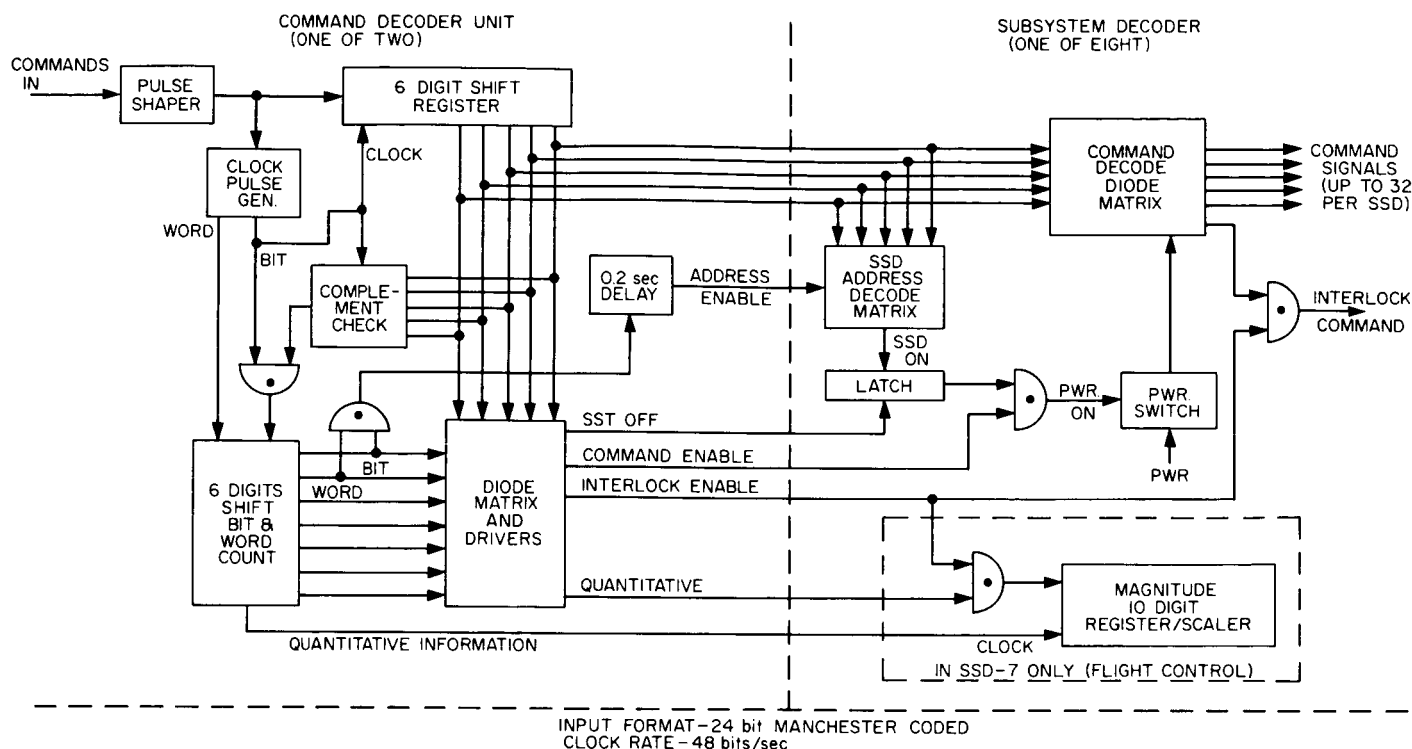 COMMAND DECODER UNIT
(ONE OF TWO)
SUBSYSTEM DECODER
(ONE OF EIGHT)
COMMANDS
IN
PULSE
SHAPER
6 DIGIT SHIFT
REGISTER
CLOCK
CLOCK
PULSE
GEN.
WORD
BIT
COMPLE-
MENT
CHECK
0.2 sec
DELAY
ADDRESS
ENABLE
SSD
ADDRESS
DECODE
MATRIX
COMMAND
DECODE
DIODE
MATRIX
COMMAND
SIGNALS
(UP TO 32
PER SSD)
INTERLOCK
COMMAND
SSD
ON
LATCH
PWR.
ON
PWR.
SWITCH
PWR
SST OFF
COMMAND ENABLE
INTERLOCK ENABLE
BIT
WORD
6 DIGITS
SHIFT
BIT &
WORD
COUNT
DIODE
MATRIX
AND
DRIVERS
QUANTITATIVE
MAGNITUDE
10 DIGIT
REGISTER/SCALER
QUANTITATIVE INFORMATION
CLOCK
IN SSD-7 ONLY (FLIGHT CONTROL)
INPUT FORMAT-24 bit MANCHESTER CODED
CLOCK RATE-48 bits/sec